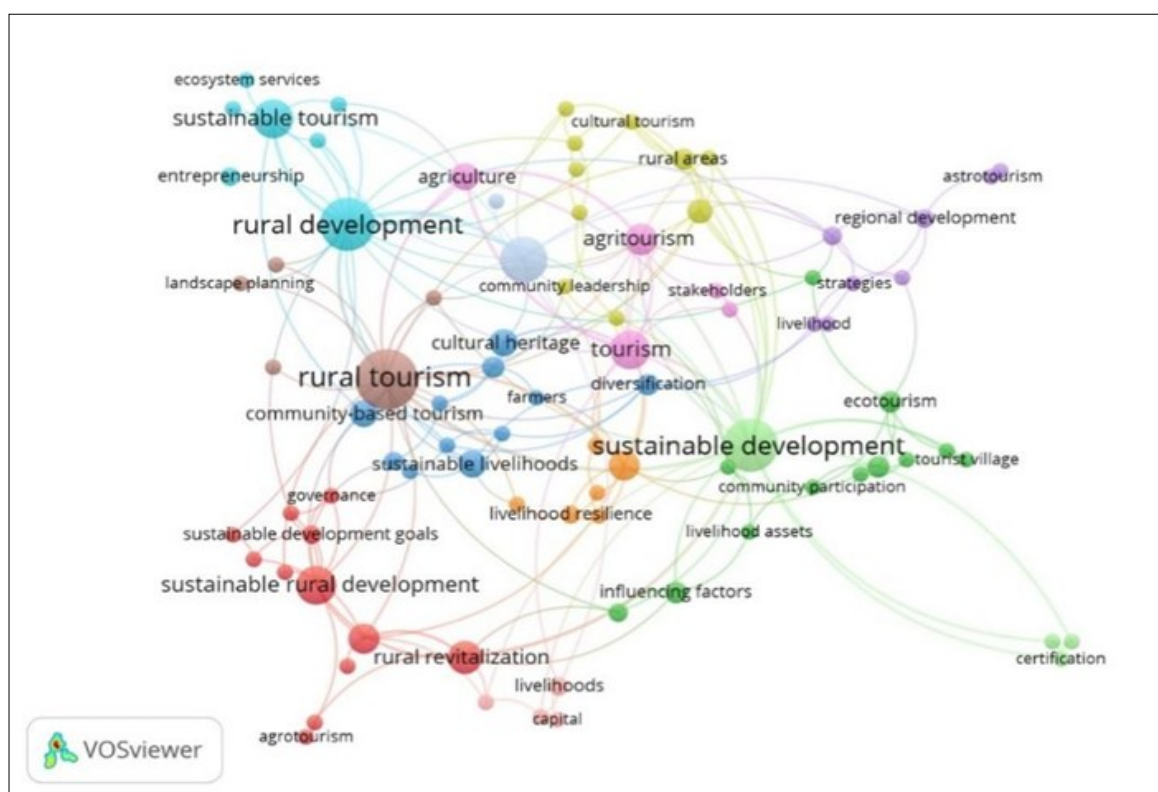 ecosystem services
sustainable tourism
cultural tourism
rural areas
entrepreneurship
agriculture
astrotourism
rural development
regional development
agritourism
landscape planning
community leadership
stakeholders
strategies
livelihood
cultural heritage
tourism
rural tourism
diversification
farmers
community-based tourism
ecotourism
sustainable development
sustainable livelihoods
tourist village
community participation
governance
livelihood resilience
sustainable development goals
livelihood assets
sustainable rural development
influencing factors
rural revitalization
certification
livelihoods
capital
agrotourism
VOSviewer